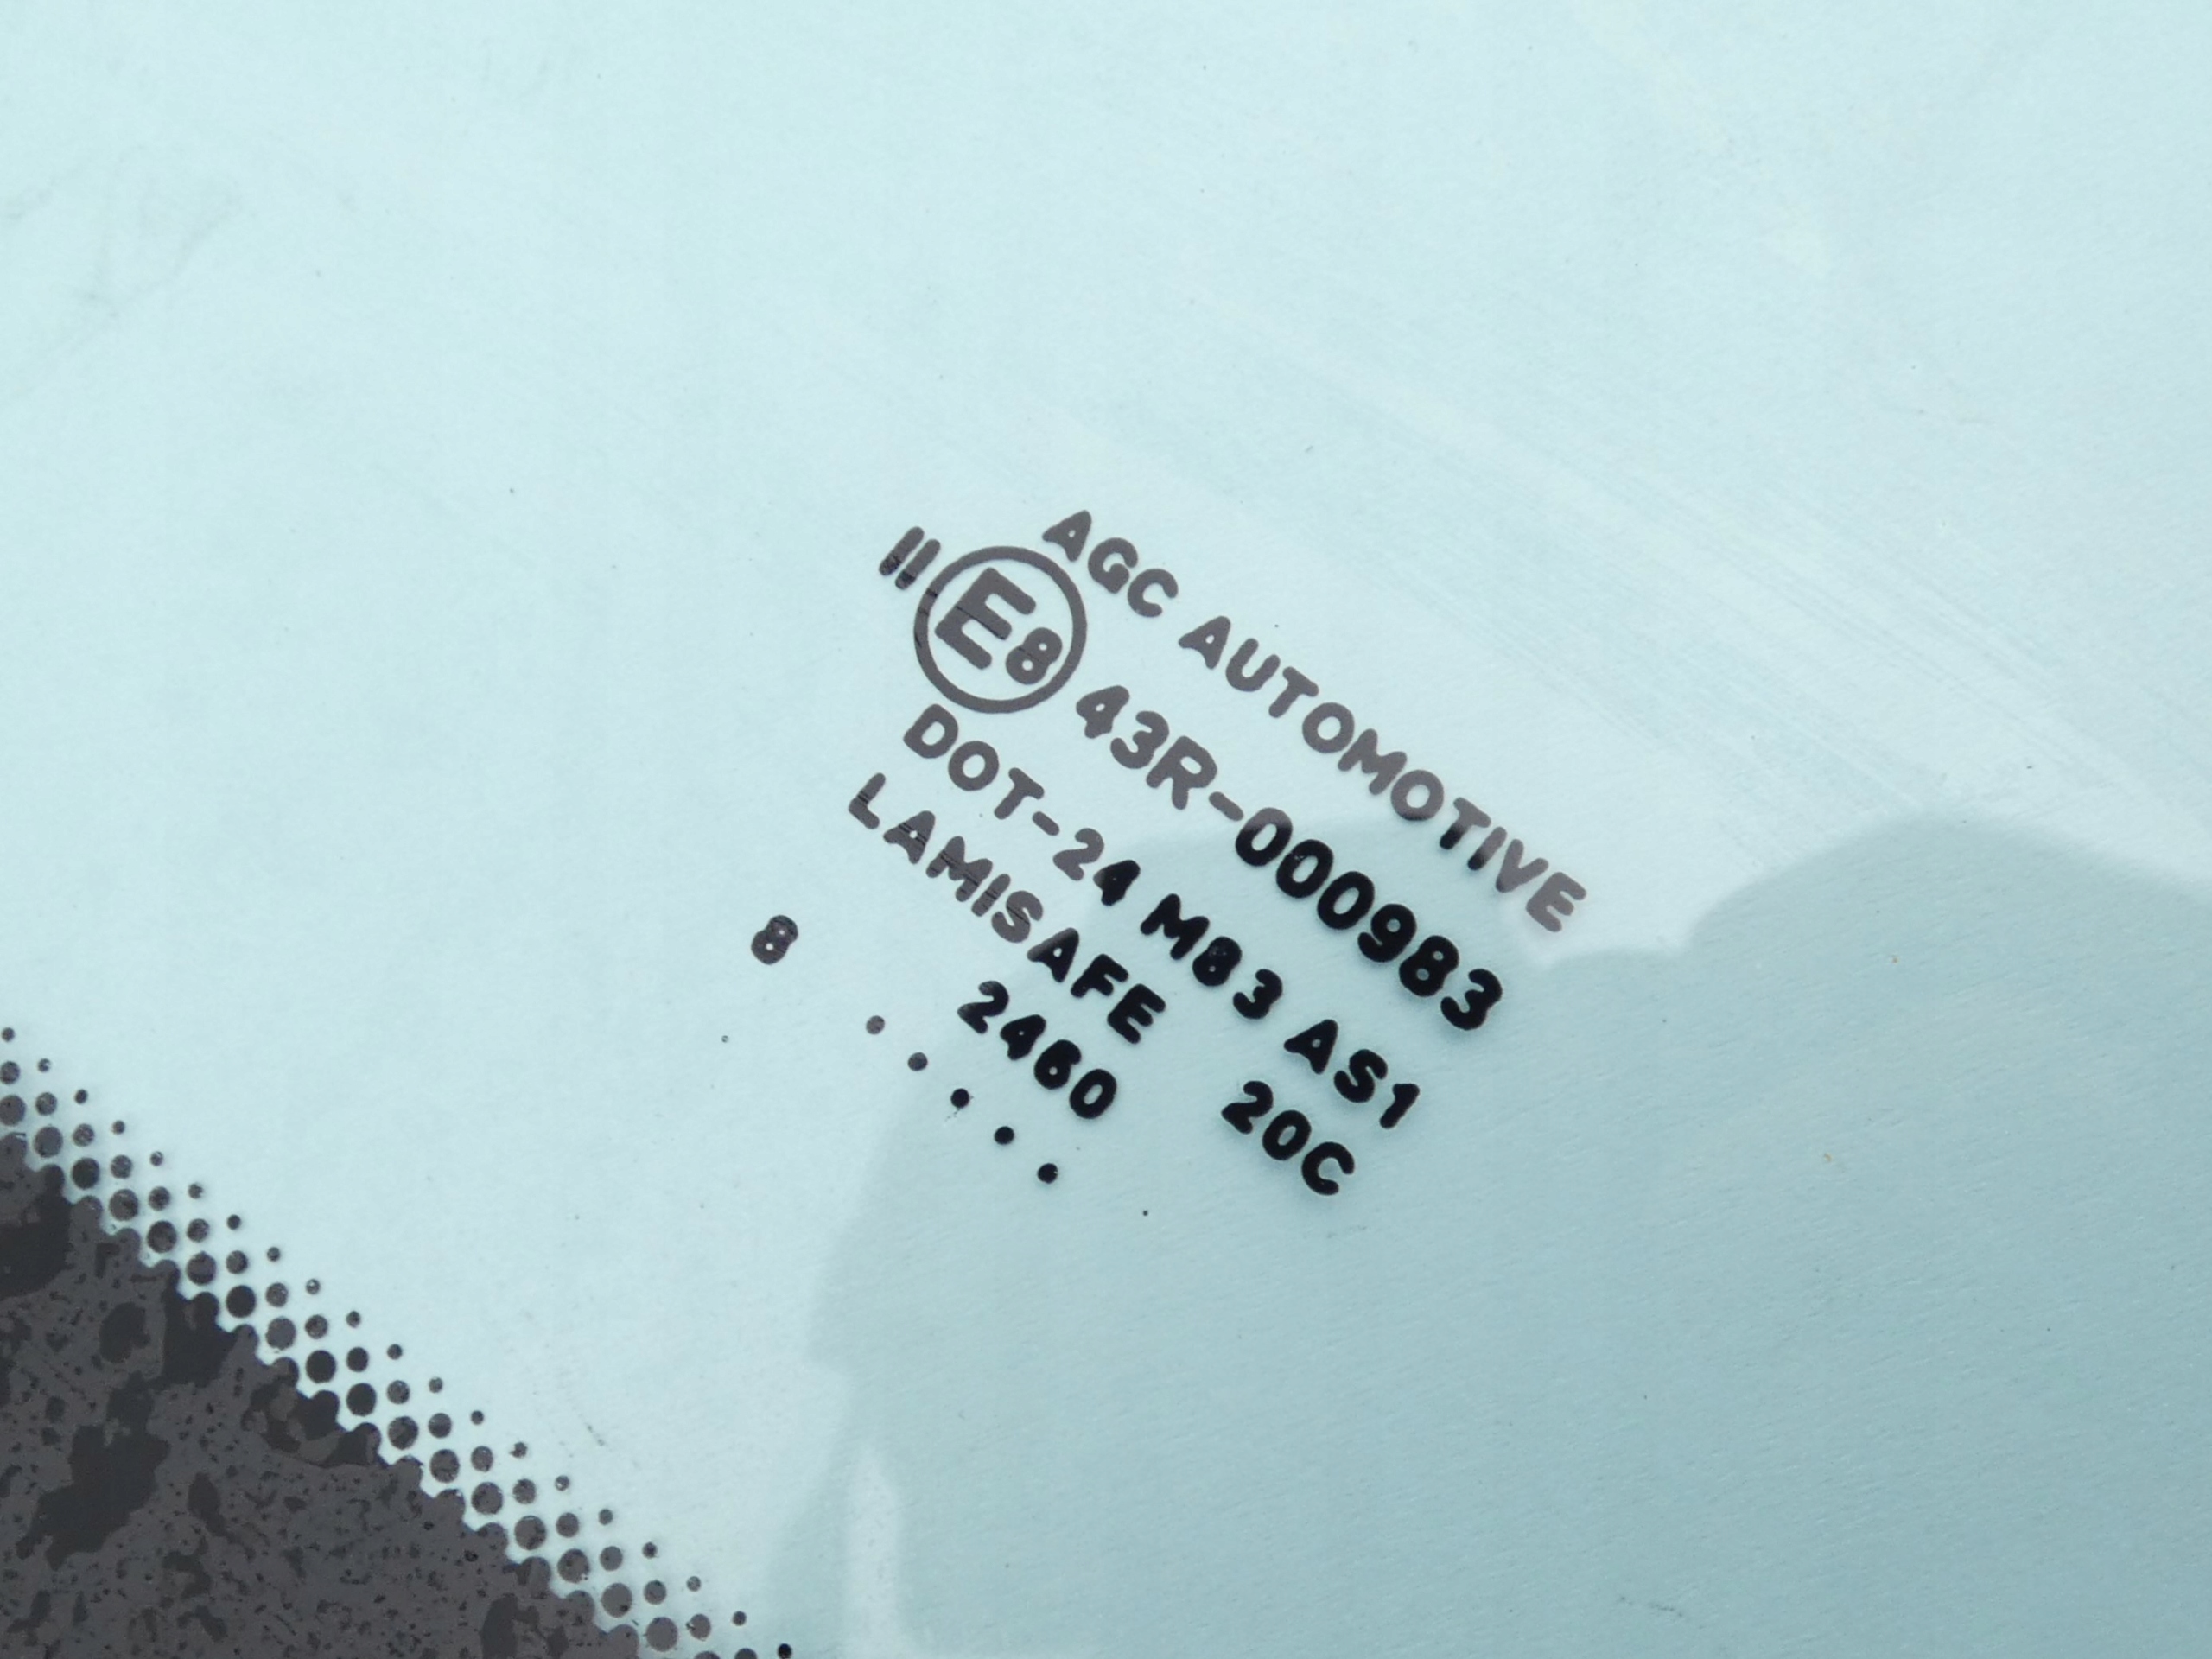 AGC AUTOMOTIVE
II E8 43R-000983
DOT-24 M83 AS1
LAMISAFE 20C
2460
8 .....